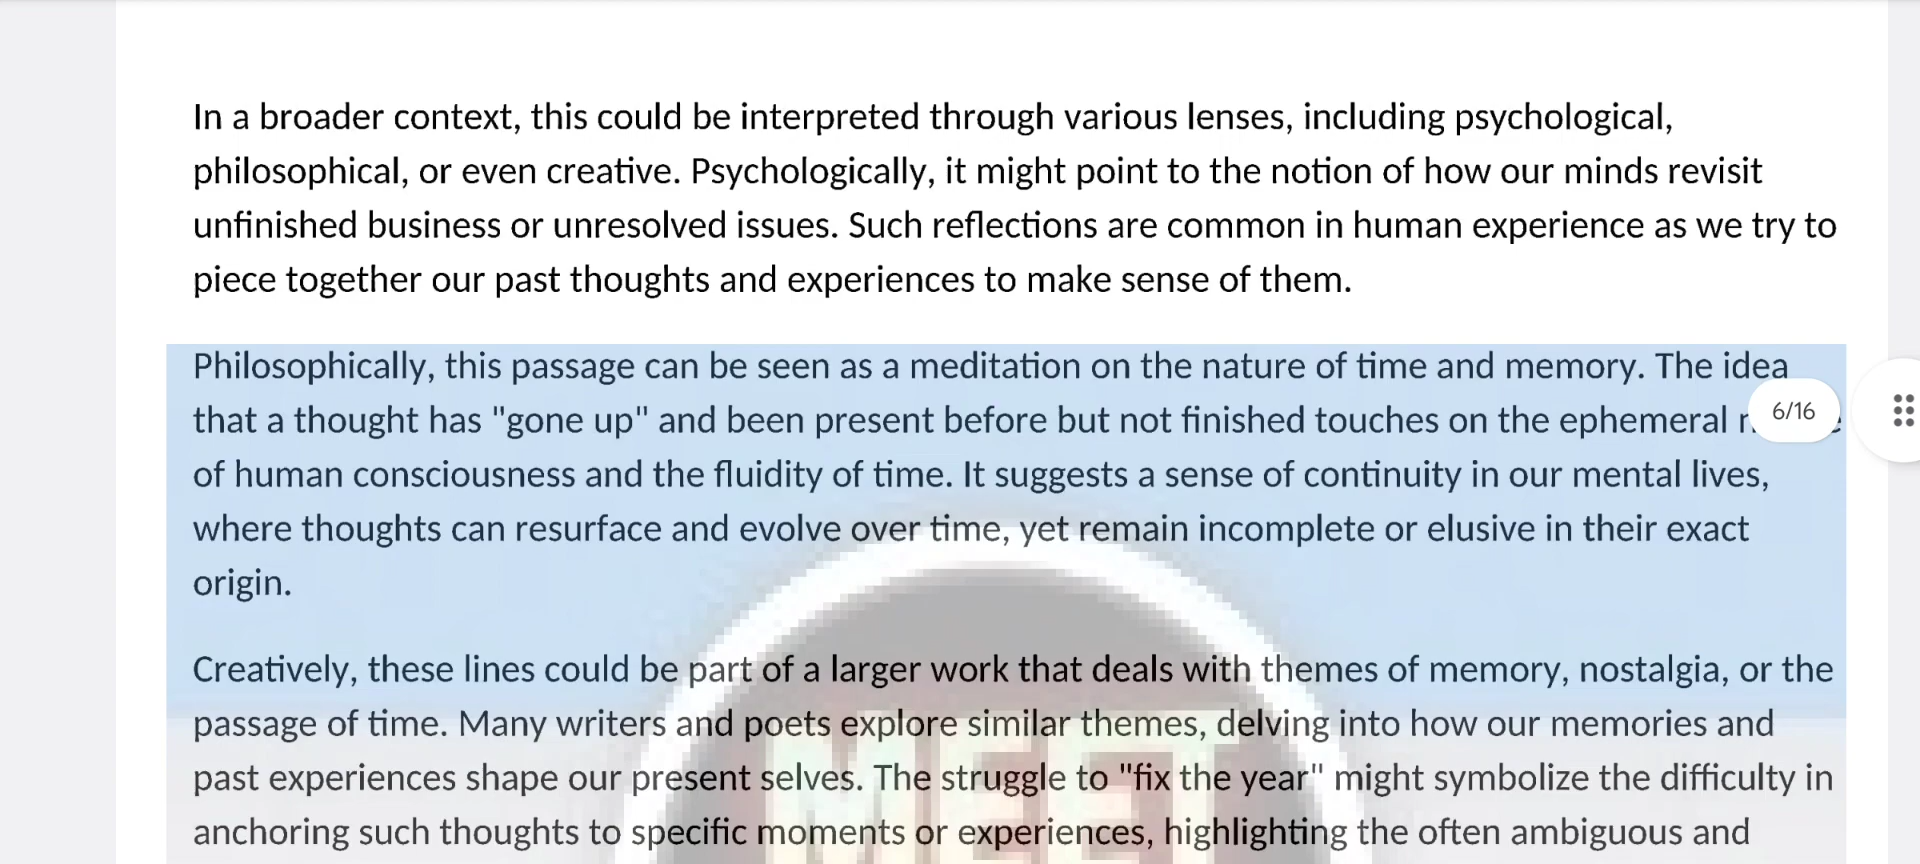 In a broader context, this could be interpreted through various lenses, including psychological,
philosophical, or even creative. Psychologically, it might point to the notion of how our minds revisit
unfinished business or unresolved issues. Such reflections are common in human experience as we try to
piece together our past thoughts and experiences to make sense of them.
Philosophically, this passage can be seen as a meditation on the nature of time and memory. The idea
that a thought has "gone up" and been present before but not finished touches on the ephemeral
6/16
of human consciousness and the fluidity of time. It suggests a sense of continuity in our mental lives,
where thoughts can resurface and evolve over time, yet remain incomplete or elusive in their exact
origin.
Creatively, these lines could be part of a larger work that deals with themes of memory, nostalgia, or the
passage of time. Many writers and poets explore similar themes, delving into how our memories and
past experiences shape our present selves. The struggle to "fix the year" might symbolize the difficulty in
anchoring such thoughts to specific moments or experiences, highlighting the often ambiguous and
MEET